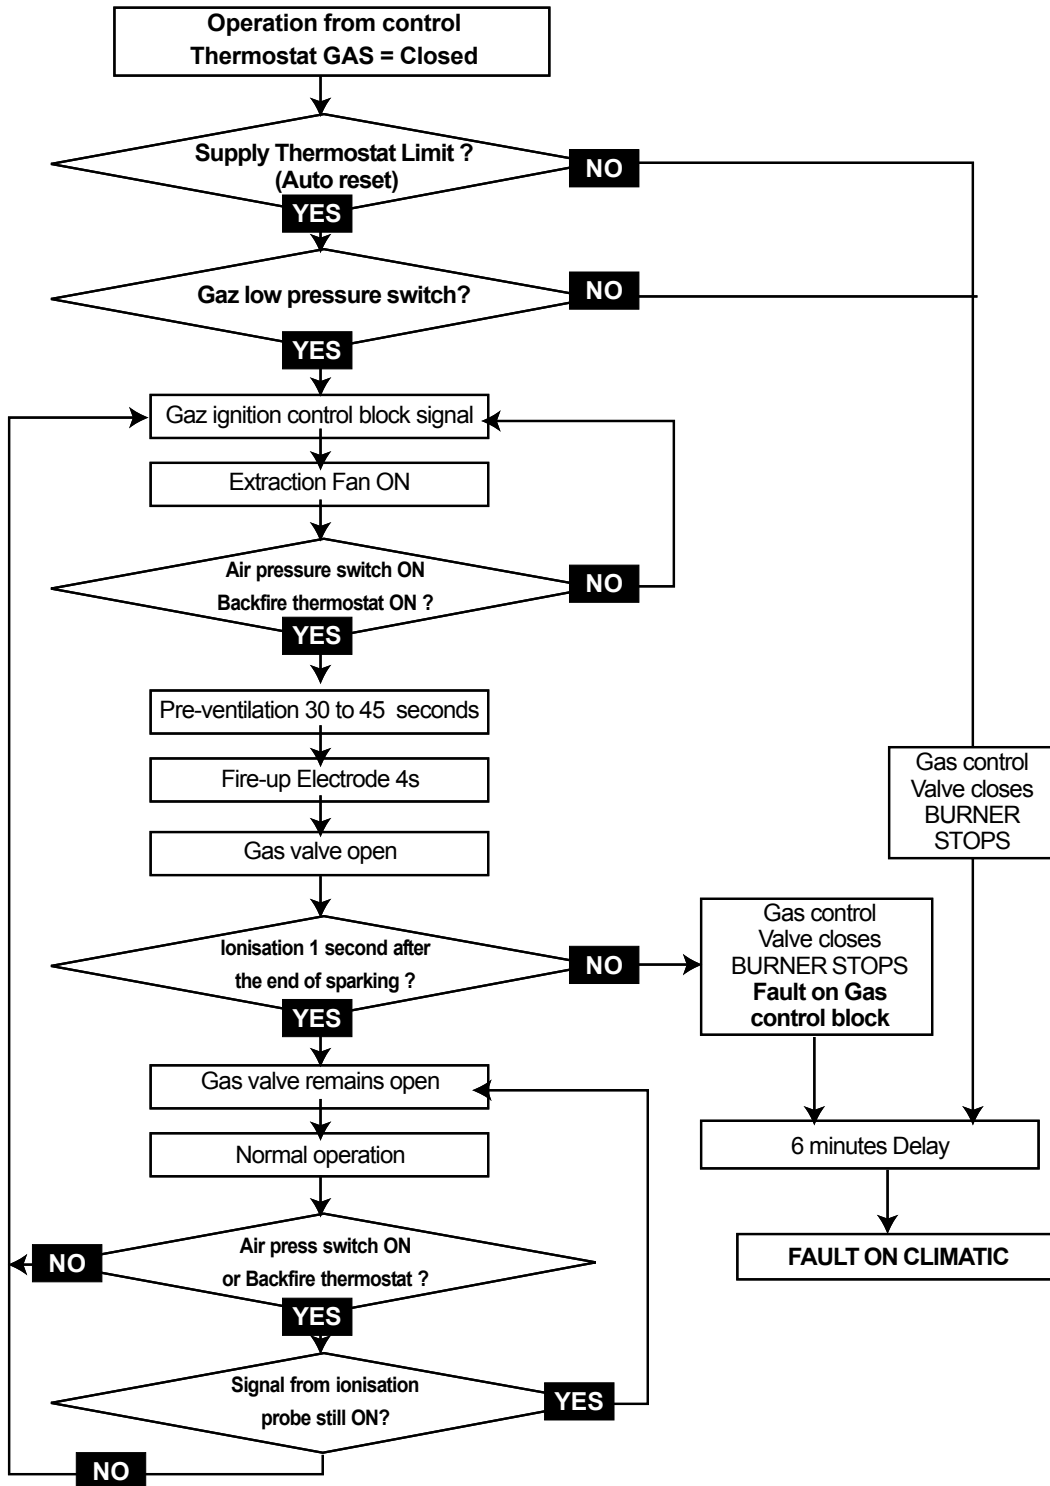 Operation from control
Thermostat GAS = Closed
Supply Thermostat Limit ?
(Auto reset)
NO
YES
Gaz low pressure switch?
NO
YES
Gaz ignition control block signal
Extraction Fan ON
Air pressure switch ON
Backfire thermostat ON ?
NO
YES
Pre-ventilation 30 to 45 seconds
Fire-up Electrode 4s
Gas control
Valve closes
BURNER
STOPS
Gas valve open
Ionisation 1 second after
the end of sparking ?
NO
YES
Gas control
Valve closes
BURNER STOPS
Fault on Gas
control block
Gas valve remains open
Normal operation
6 minutes Delay
Air press switch ON
or Backfire thermostat ?
NO
YES
FAULT ON CLIMATIC
Signal from ionisation
probe still ON?
YES
NO